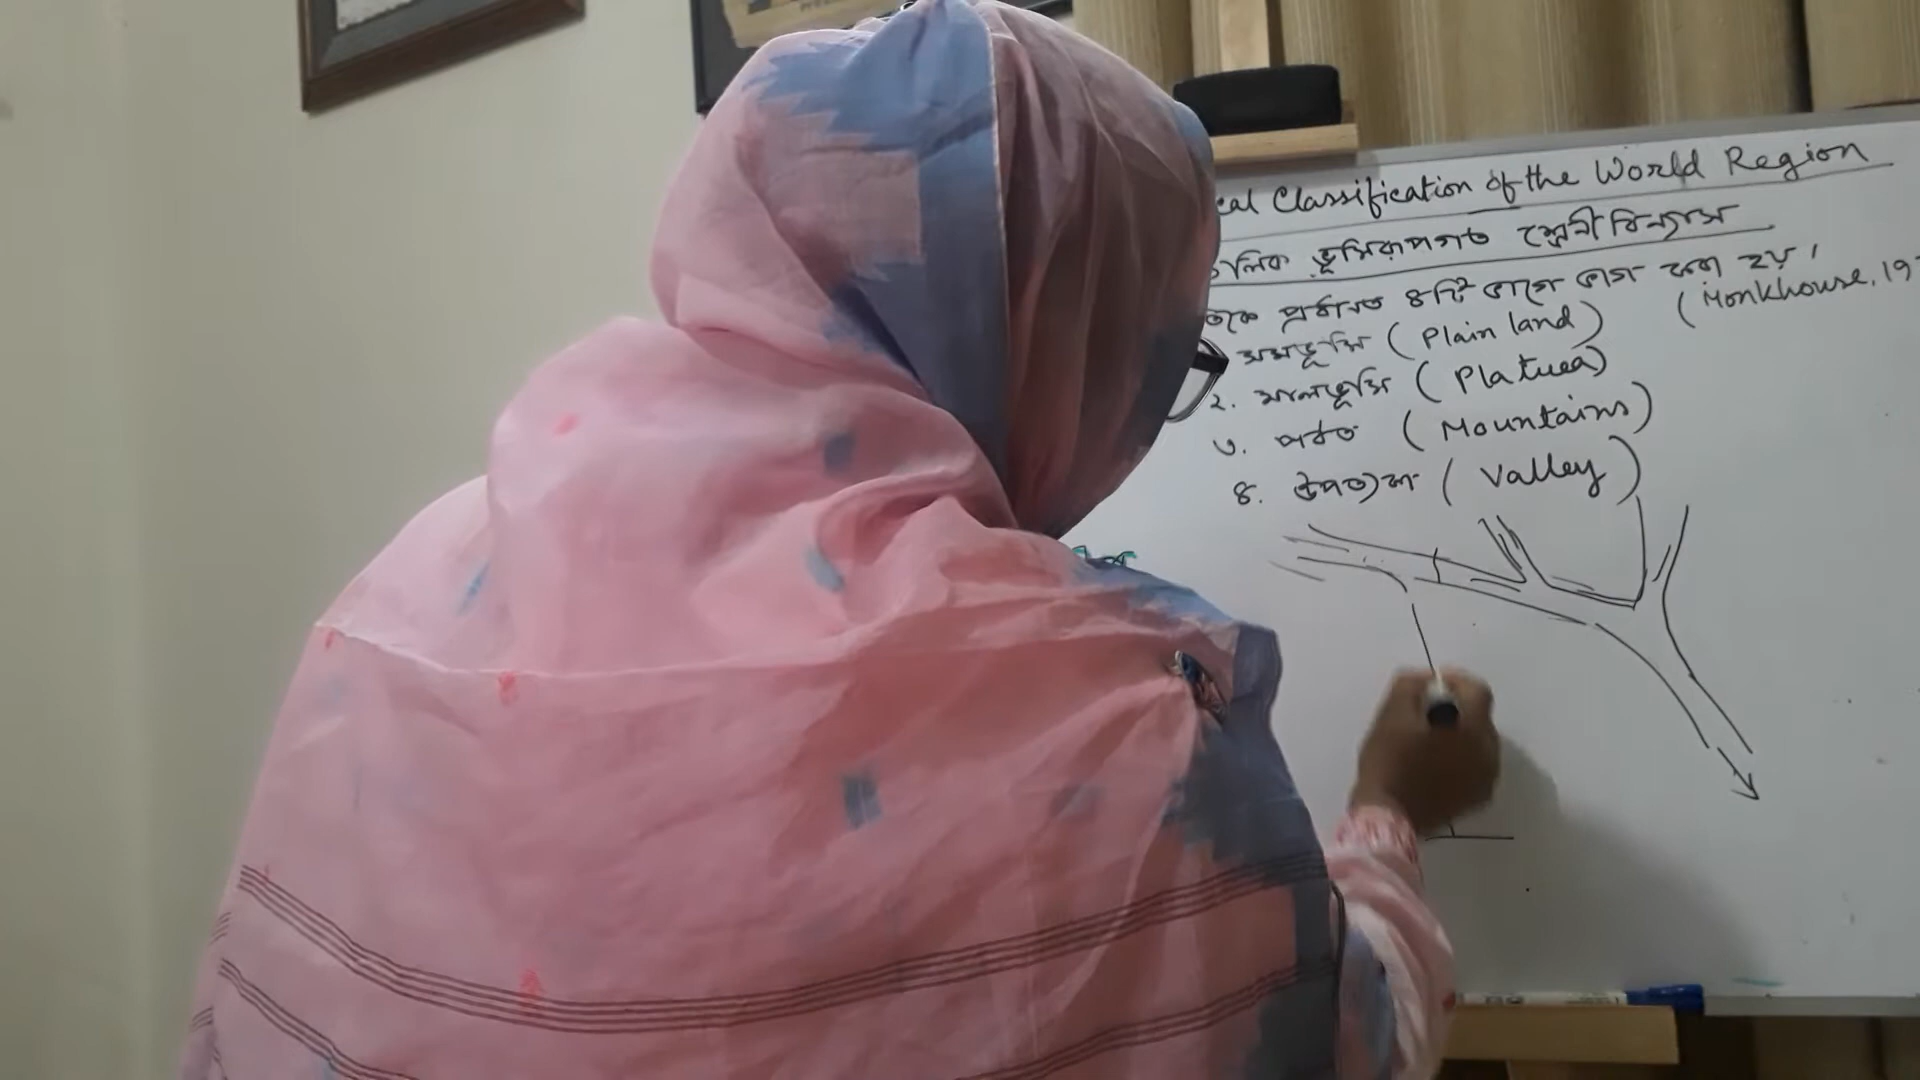 cal Classification of the World Region
লিক ভূমিরূপগত শ্রেণীবিন্যাস
কে প্রধানত ৪টি ভাগে ভাগ করা হয়।
(Monkhouse, 19
সমভূমি (Plain land)
২. মালভূমি (Platuea)
৩. পর্বত (Mountains)
৪. উপত্যকা (Valley)